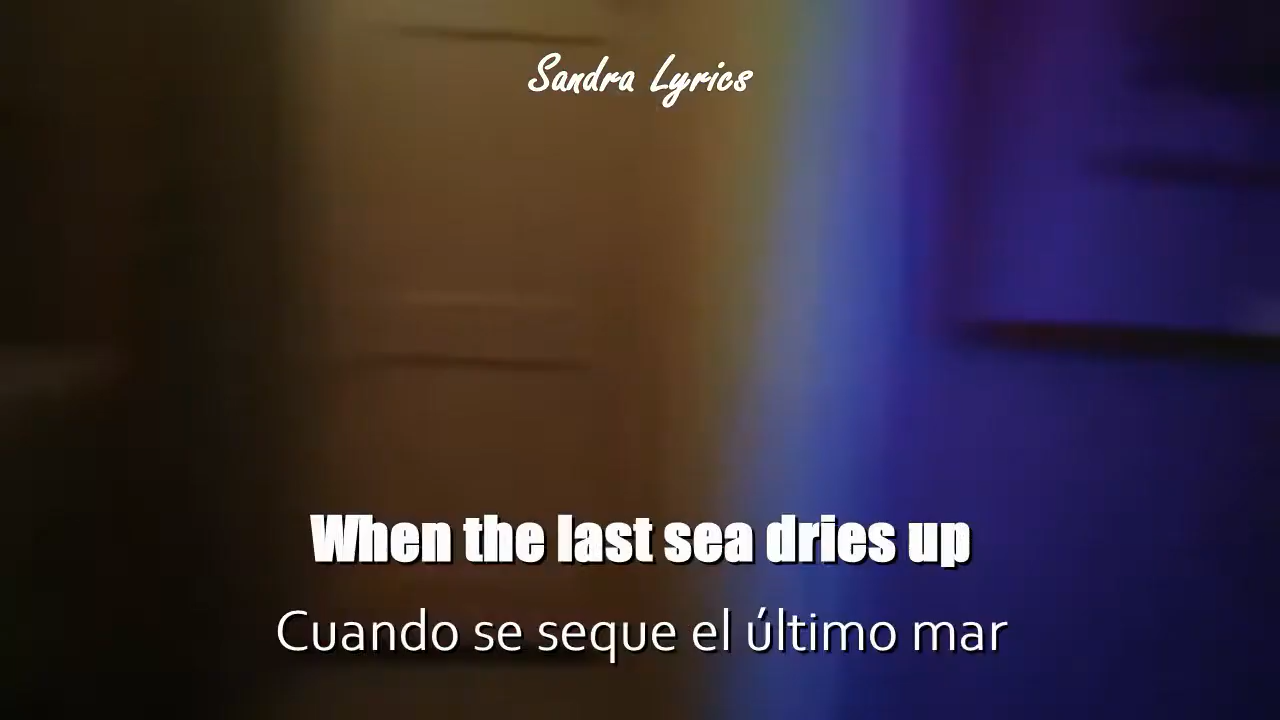 Sandra Lyrics
When the last sea dries up
Cuando se seque el último mar